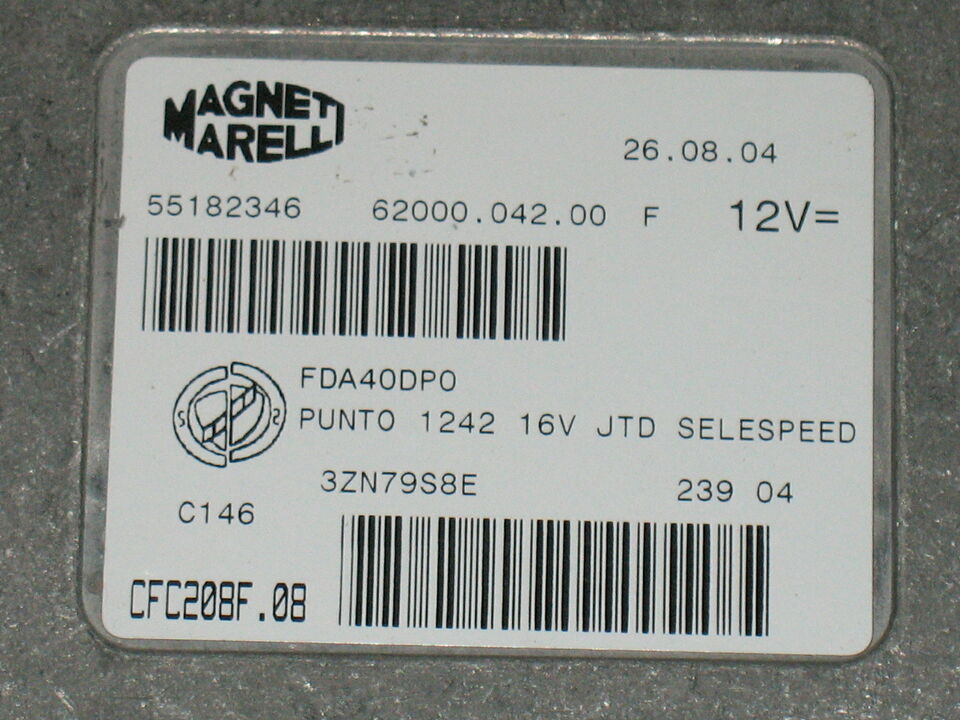 MAGNETI
MARELLI
26.08.04
55182346 62000.042.00 F 12V=
FDA40DP0
PUNTO 1242 16V JTD SELESPEED
3ZN79S8E 239 04
C146
CFC208F.08